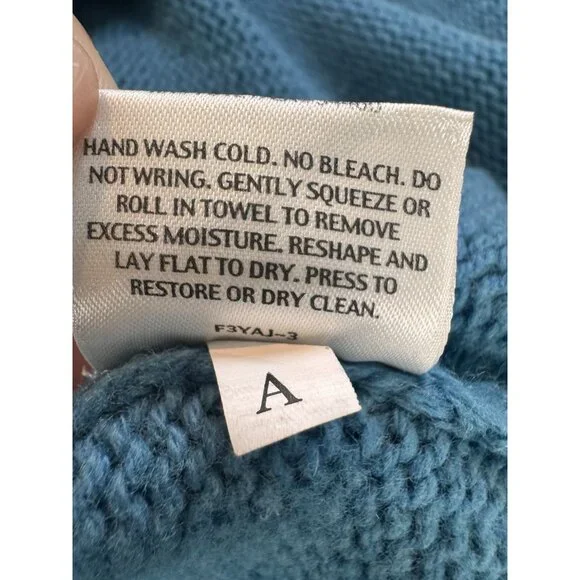 HAND WASH COLD. NO BLEACH. DO
NOT WRING. GENTLY SQUEEZE OR
ROLL IN TOWEL TO REMOVE
EXCESS MOISTURE. RESHAPE AND
LAY FLAT TO DRY. PRESS TO
RESTORE OR DRY CLEAN.
F3YAJ-3
A